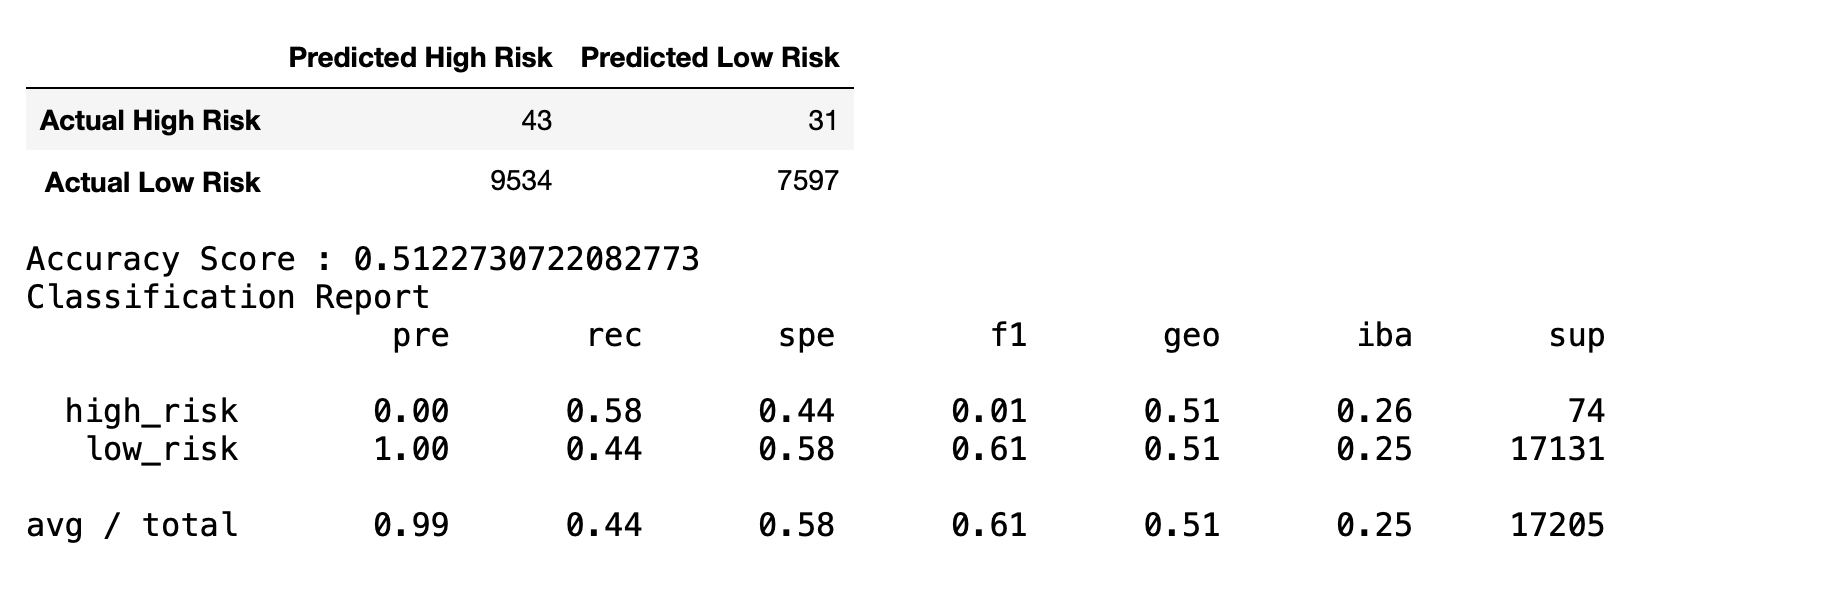 Predicted High Risk Predicted Low Risk
Actual High Risk 43 31
Actual Low Risk 9534 7597
Accuracy Score : 0.5122730722082773
Classification Report
pre rec spe f1 geo iba sup
high_risk 0.00 0.58 0.44 0.01 0.51 0.26 74
low_risk 1.00 0.44 0.58 0.61 0.51 0.25 17131
avg / total 0.99 0.44 0.58 0.61 0.51 0.25 17205